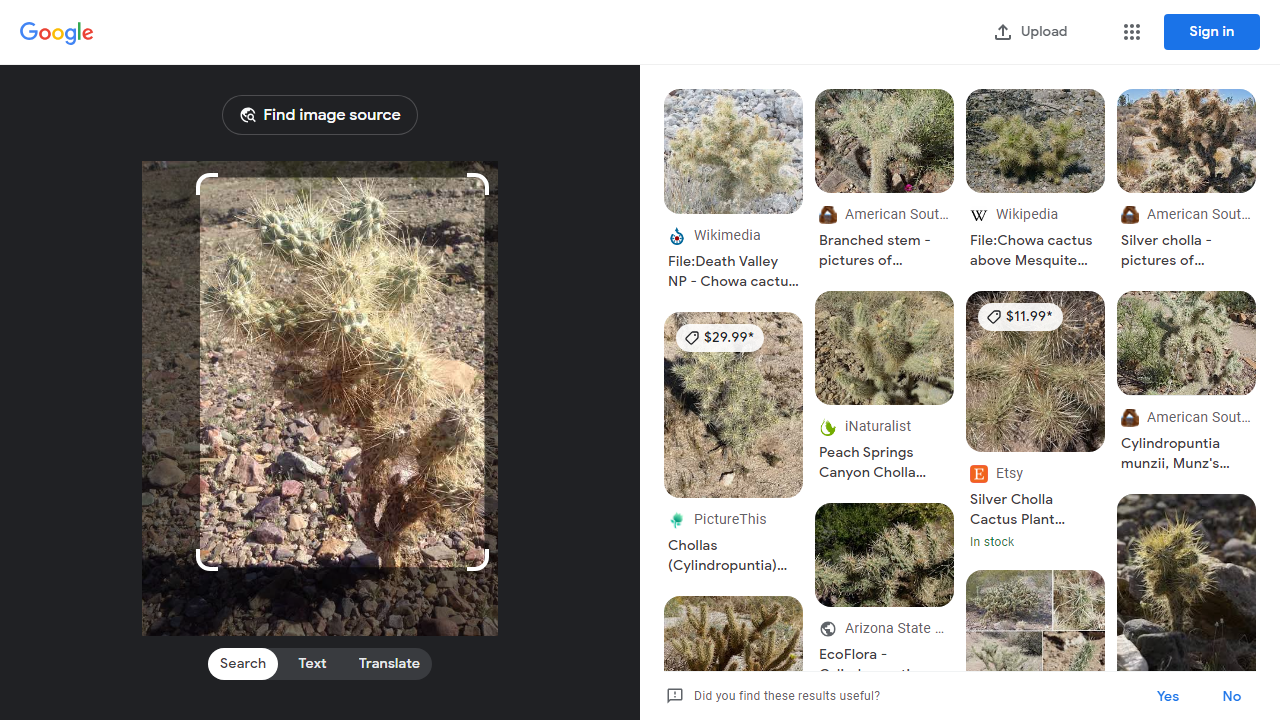 Google
Upload
Sign in
Find image source
Search
Text
Translate
Wikimedia
File:Death Valley
NP - Chowa cactu...
$29.99*
PictureThis
Chollas
(Cylindropuntia)...
American Sout...
Branched stem -
pictures of...
iNaturalist
Peach Springs
Canyon Cholla...
Arizona State ...
EcoFlora -
W
Wikipedia
File:Chowa cactus
above Mesquite...
$11.99*
E
Etsy
Silver Cholla
Cactus Plant...
In stock
American Sout...
Silver cholla -
pictures of...
American Sout...
Cylindropuntia
munzii, Munz's...
Did you find these results useful?
Yes
No